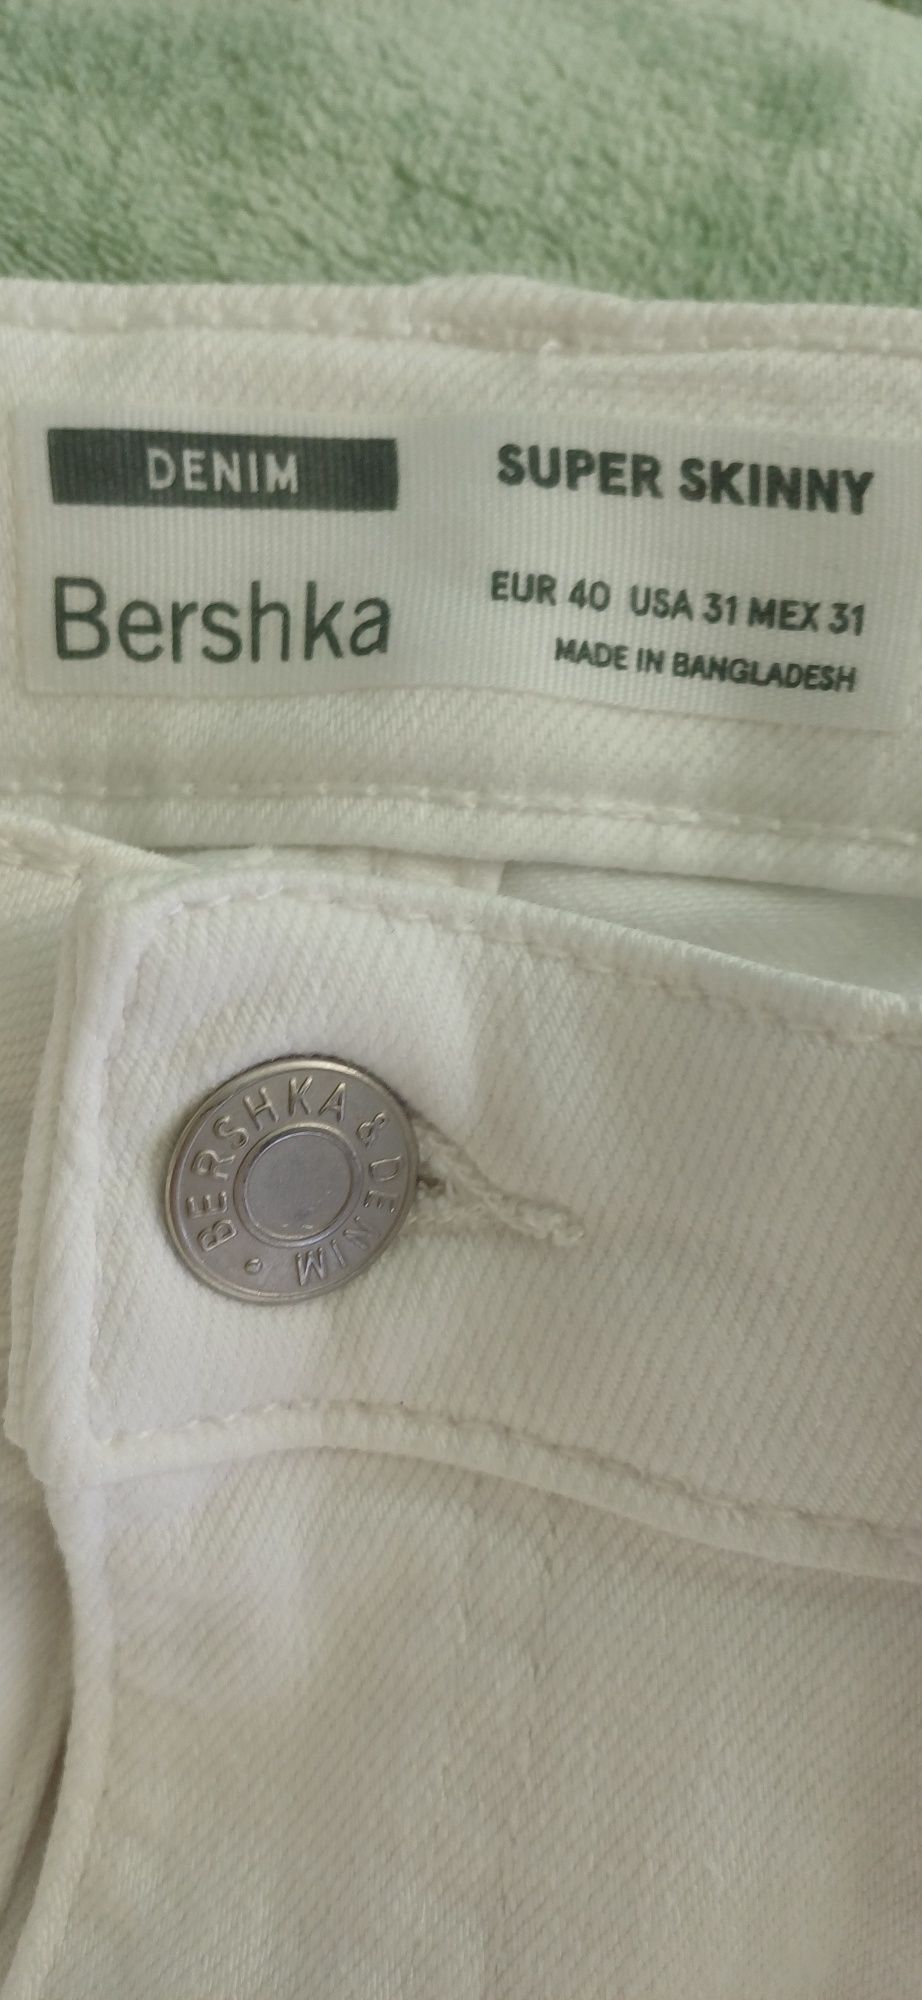 DENIM
Bershka
SUPER SKINNY
EUR 40 USA 31 MEX 31
MADE IN BANGLADESH
BERSHKA & DENIM •